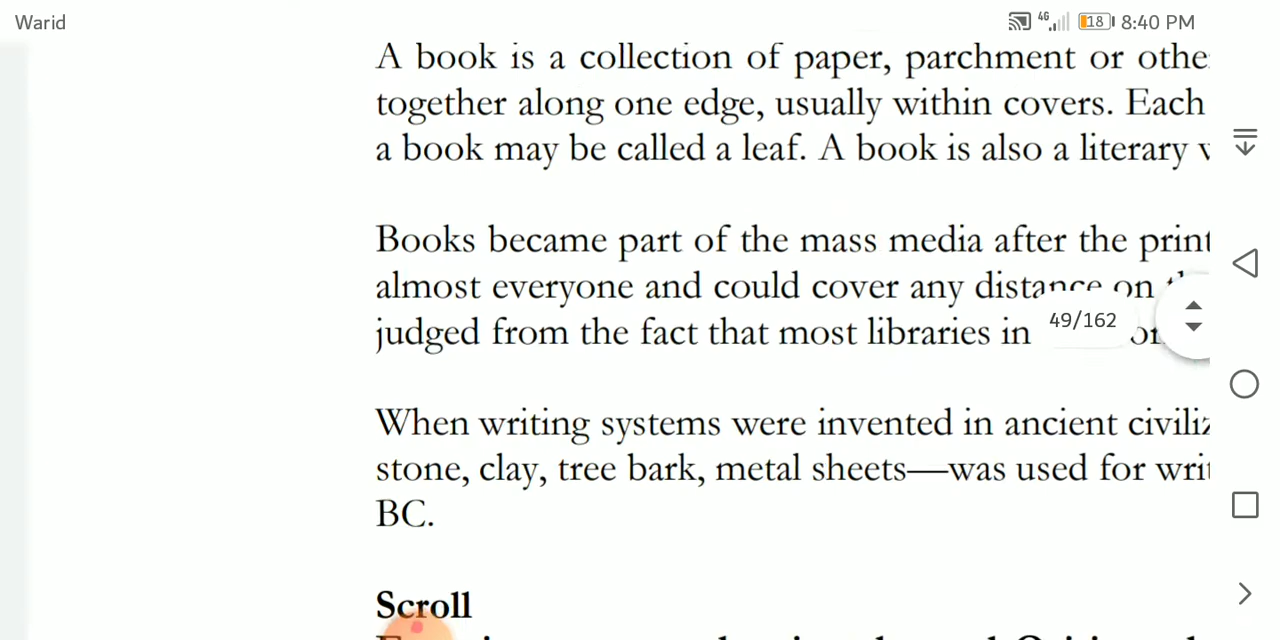 Warid
4G 18 8:40 PM
A book is a collection of paper, parchment or othe
together along one edge, usually within covers. Each
a book may be called a leaf. A book is also a literary
Books became part of the mass media after the print
almost everyone and could cover any distance on
judged from the fact that most libraries in
49/162
When writing systems were invented in ancient civiliz
stone, clay, tree bark, metal sheets—was used for writ
BC.
Scroll